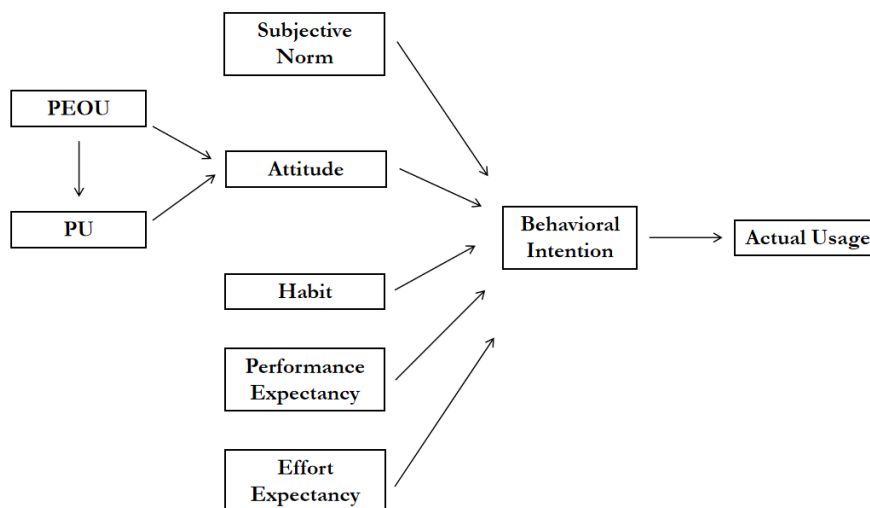 Subjective
Norm
PEOU
Attitude
PU
Behavioral
Intention
Actual Usage
Habit
Performance
Expectancy
Effort
Expectancy